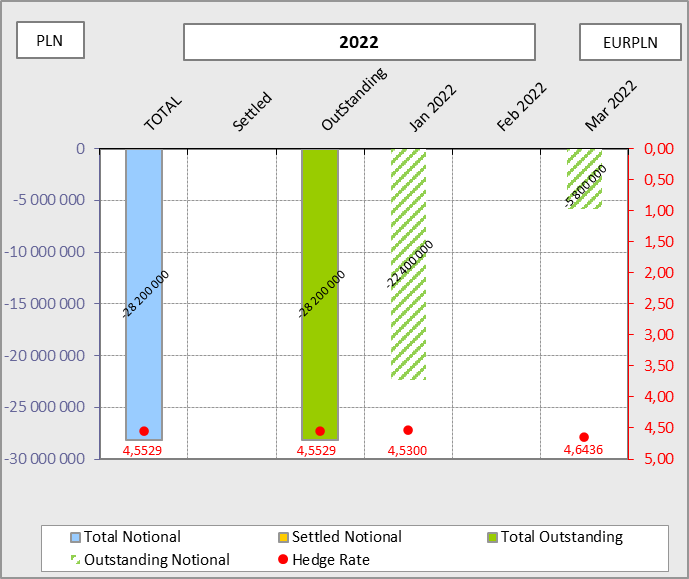 PLN
2022
EURPLN
TOTAL
Settled
OutStanding
Jan 2022
Feb 2022
Mar 2022
0
-5 000 000
-10 000 000
-15 000 000
-20 000 000
-25 000 000
-30 000 000
-28 200 000
-28 200 000
-22 400 000
-5 800 000
4,5529
4,5529
4,5300
4,6436
0,00
0,50
1,00
1,50
2,00
2,50
3,00
3,50
4,00
4,50
5,00
Total Notional
Settled Notional
Total Outstanding
Outstanding Notional
Hedge Rate